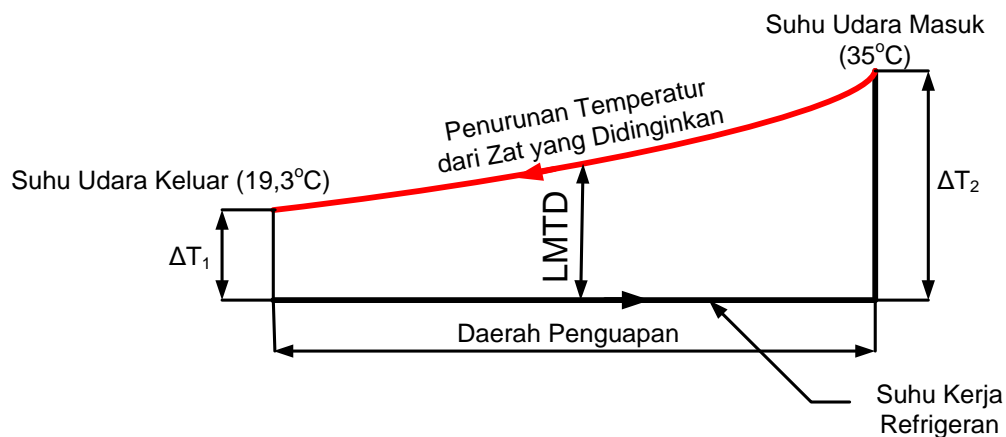 Suhu Udara Masuk
(35°C)
Penurunan Temperatur
dari Zat yang Didinginkan
Suhu Udara Keluar (19,3°C)
ΔT₁
LMTD
ΔT₂
Daerah Penguapan
Suhu Kerja
Refrigeran